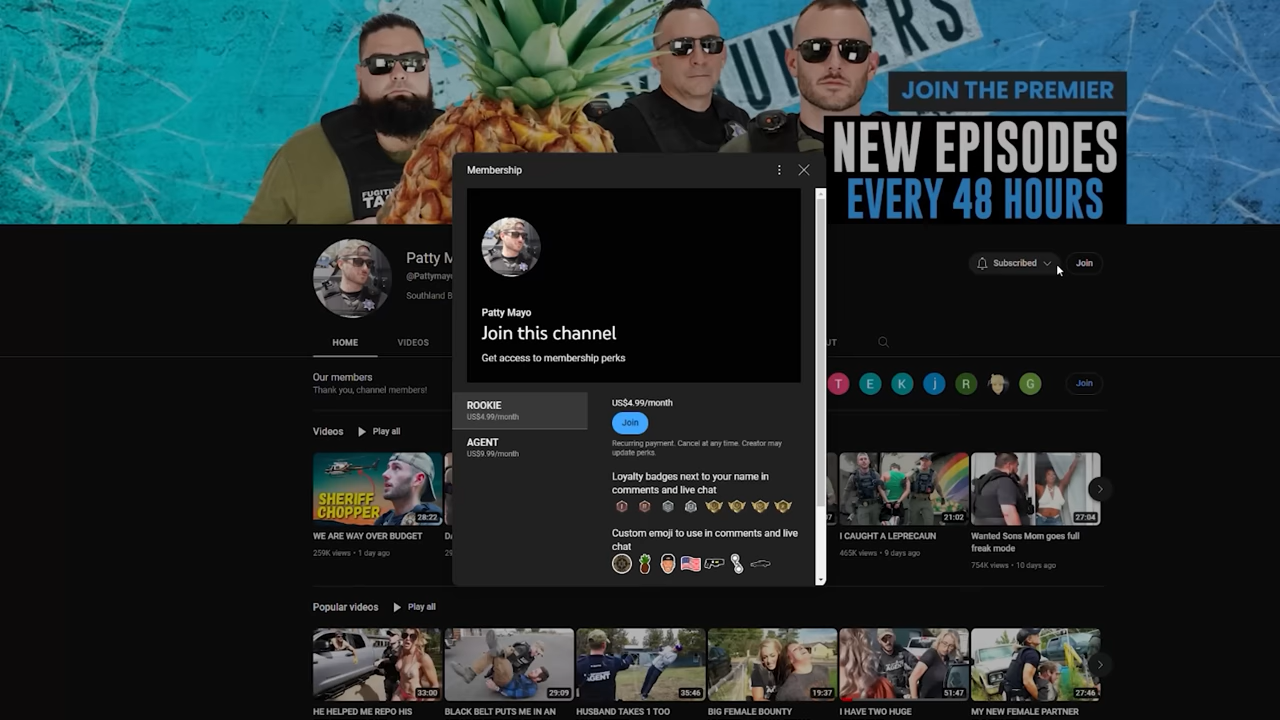 UNTERS
JOIN THE PREMIER
NEW EPISODES
EVERY 48 HOURS
FUGITIVE
TA
Membership
Patty M
@Pattymayo
Southland B
Subscribed
Join
Patty Mayo
Join this channel
Get access to membership perks
HOME
VIDEOS
UT
Our members
Thank you, channel members!
T
E
K
j
R
G
Join
ROOKIE
US$4.99/month
AGENT
US$9.99/month
US$4.99/month
Join
Recurring payment. Cancel at any time. Creator may
update perks.
Loyalty badges next to your name in
comments and live chat
Custom emoji to use in comments and live
chat
Videos
Play all
SHERIFF
CHOPPER
28:22
21:02
27:04
WE ARE WAY OVER BUDGET
259K views • 1 day ago
I CAUGHT A LEPRECAUN
465K views • 9 days ago
Wanted Sons Mom goes full
freak mode
754K views • 10 days ago
Popular videos
Play all
33:00
29:09
35:46
19:37
51:47
27:46
HE HELPED ME REPO HIS
BLACK BELT PUTS ME IN AN
HUSBAND TAKES 1 TOO
BIG FEMALE BOUNTY
I HAVE TWO HUGE
MY NEW FEMALE PARTNER